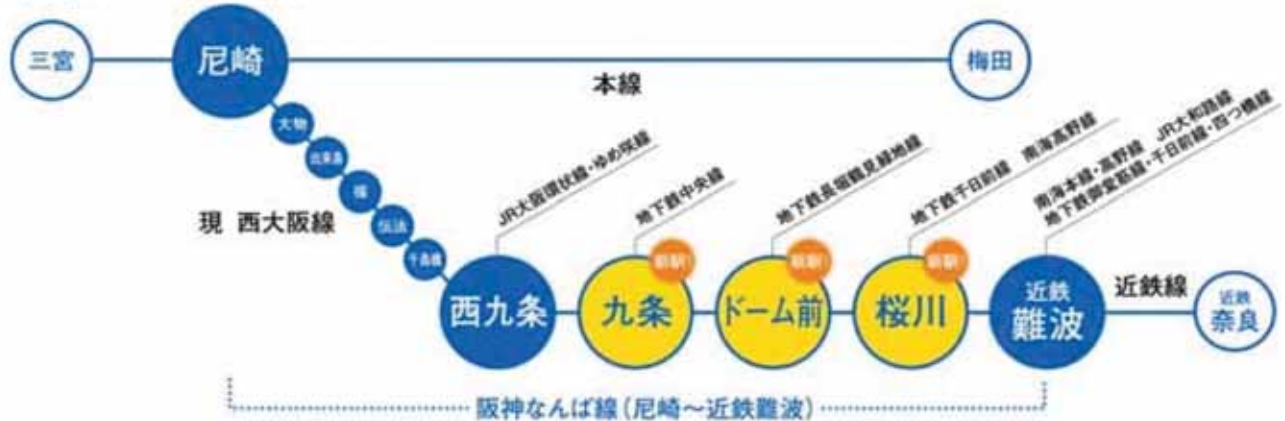 三宮
尼崎
梅田
本線
大物
出来島
福
伝法
千鳥橋
現 西大阪線
JR大阪環状線・ゆめ咲線
地下鉄中央線
地下鉄長堀鶴見緑地線
地下鉄千日前線 南海高野線
南海本線・高野線 JR大和路線
地下鉄御堂筋線・千日前線・四つ橋線
西九条
九条
新駅!
ドーム前
新駅!
桜川
新駅!
近鉄
難波
近鉄線
近鉄
奈良
阪神なんば線(尼崎〜近鉄難波)